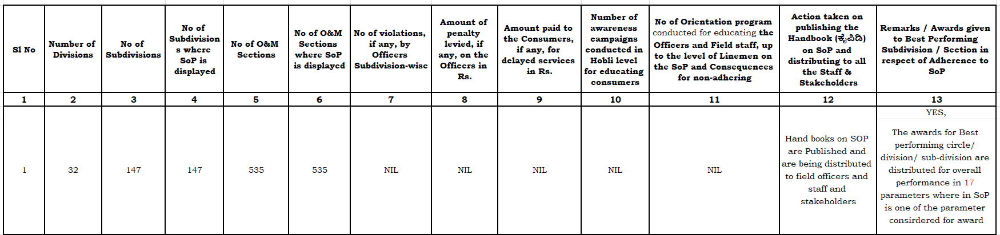 Sl No
Number of
Divisions
No of
Subdivisions
No of
Subdivision
s where
SoP is
displayed
No of O&M
Sections
No of O&M
Sections
where SoP
is displayed
No of violations,
if any, by
Officers
Subdivision-wise
Amount of
penalty
levied, if
any, on the
Officers in
Rs.
Amount paid to
the Consumers,
if any, for
delayed services
in Rs.
Number of
awareness
campaigns
conducted in
Hobli level
for educating
consumers
No of Orientation program
conducted for educating the
Officers and Field staff, up
to the level of Linemen on
the SoP and Consequences
for non-adhering
Action taken on
publishing the
Handbook (ಕೈಪಿಡಿ)
on SoP and
distributing to all
the Staff &
Stakeholders
Remarks / Awards given
to Best Performing
Subdivision / Section in
respect of Adherence to
SoP
1 2 3 4 5 6 7 8 9 10 11 12 13
1
32
147
147
535
535
NIL
NIL
NIL
NIL
NIL
Hand books on SOP
are Published and
are being distributed
to field officers and
staff and
stakeholders
YES,
The awards for Best
performimg circle/
division/ sub-division are
distributed for overall
performance in 17
parameters where in SoP
is one of the parameter
consirdered for award